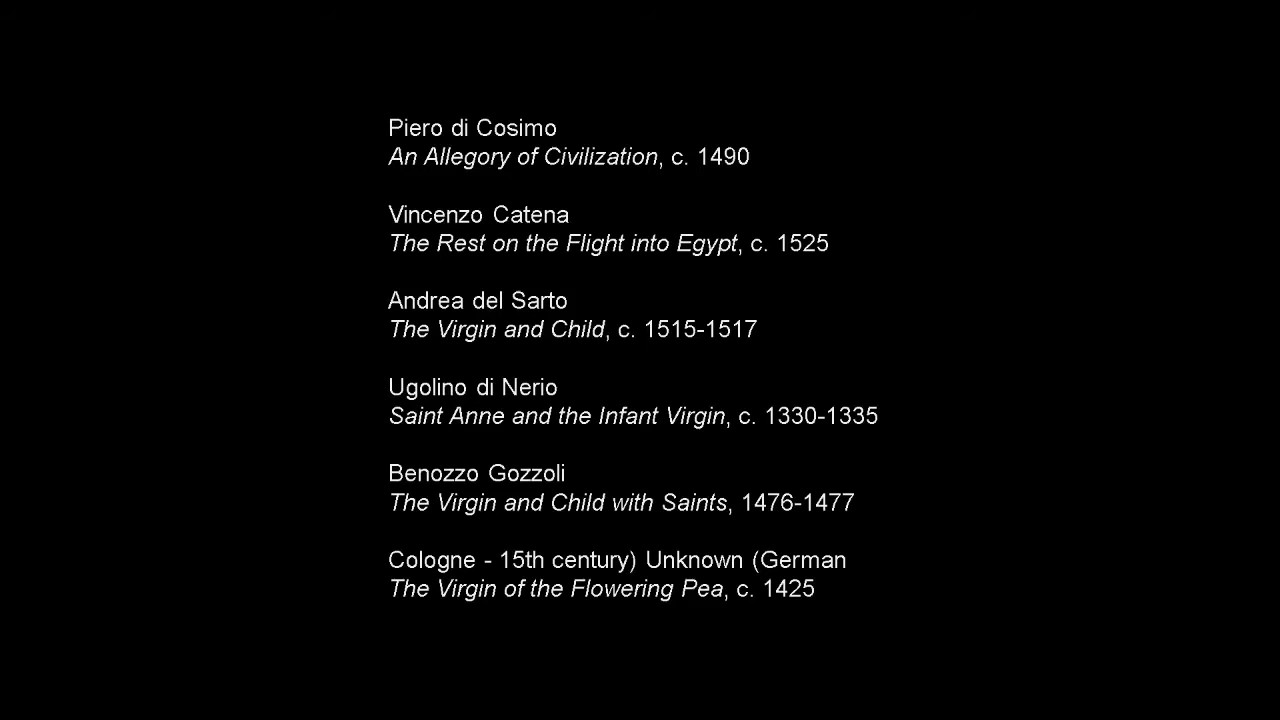 Piero di Cosimo
An Allegory of Civilization, c. 1490
Vincenzo Catena
The Rest on the Flight into Egypt, c. 1525
Andrea del Sarto
The Virgin and Child, c. 1515-1517
Ugolino di Nerio
Saint Anne and the Infant Virgin, c. 1330-1335
Benozzo Gozzoli
The Virgin and Child with Saints, 1476-1477
Cologne - 15th century) Unknown (German
The Virgin of the Flowering Pea, c. 1425